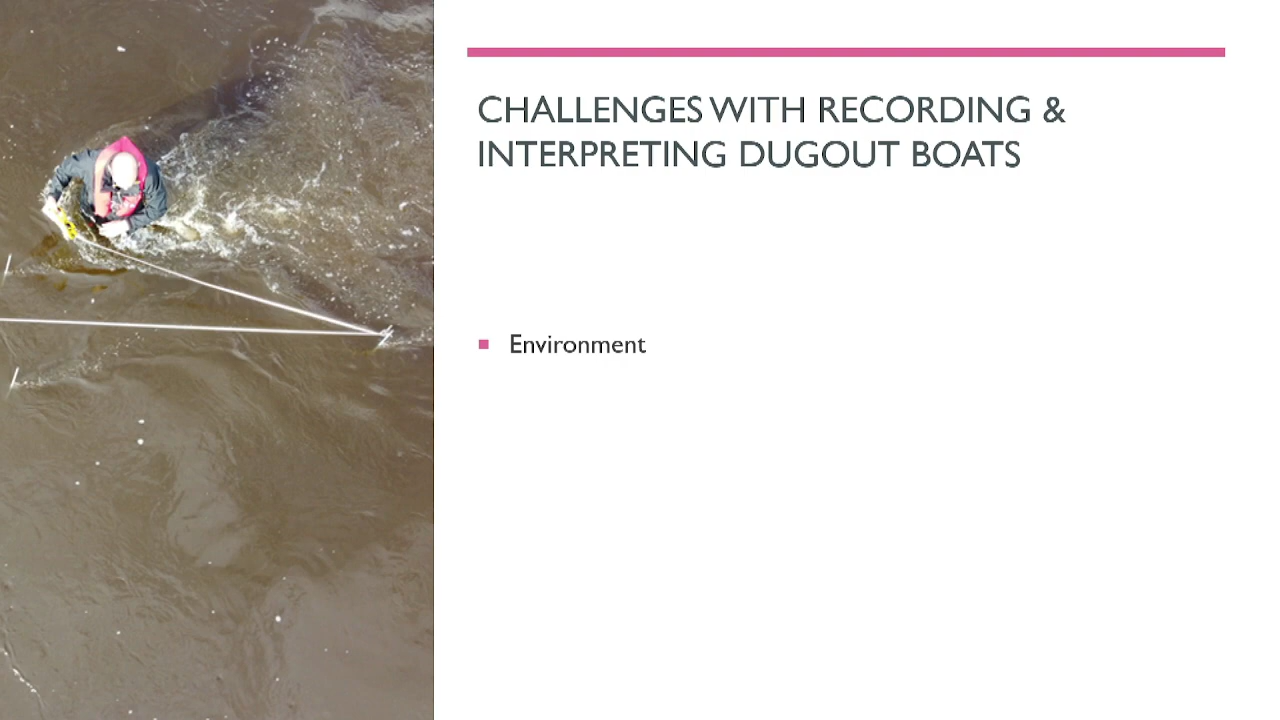 CHALLENGES WITH RECORDING &
INTERPRETING DUGOUT BOATS
Environment